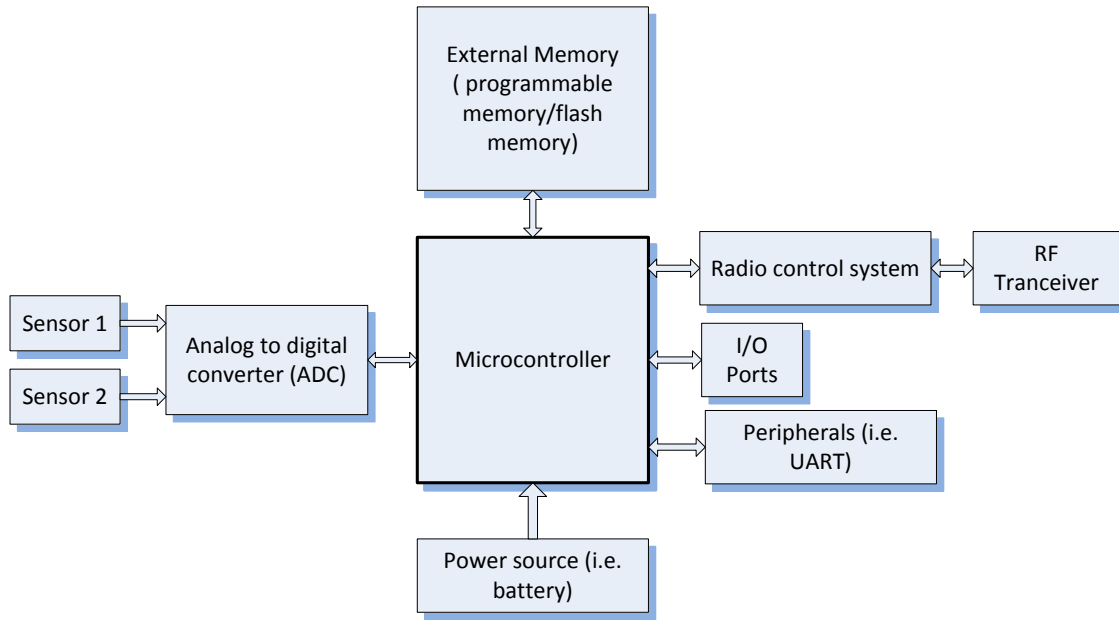 External Memory
( programmable
memory/flash
memory)
Radio control system
RF
Tranceiver
Sensor 1
Analog to digital
converter (ADC)
Sensor 2
Microcontroller
I/O
Ports
Peripherals (i.e.
UART)
Power source (i.e.
battery)